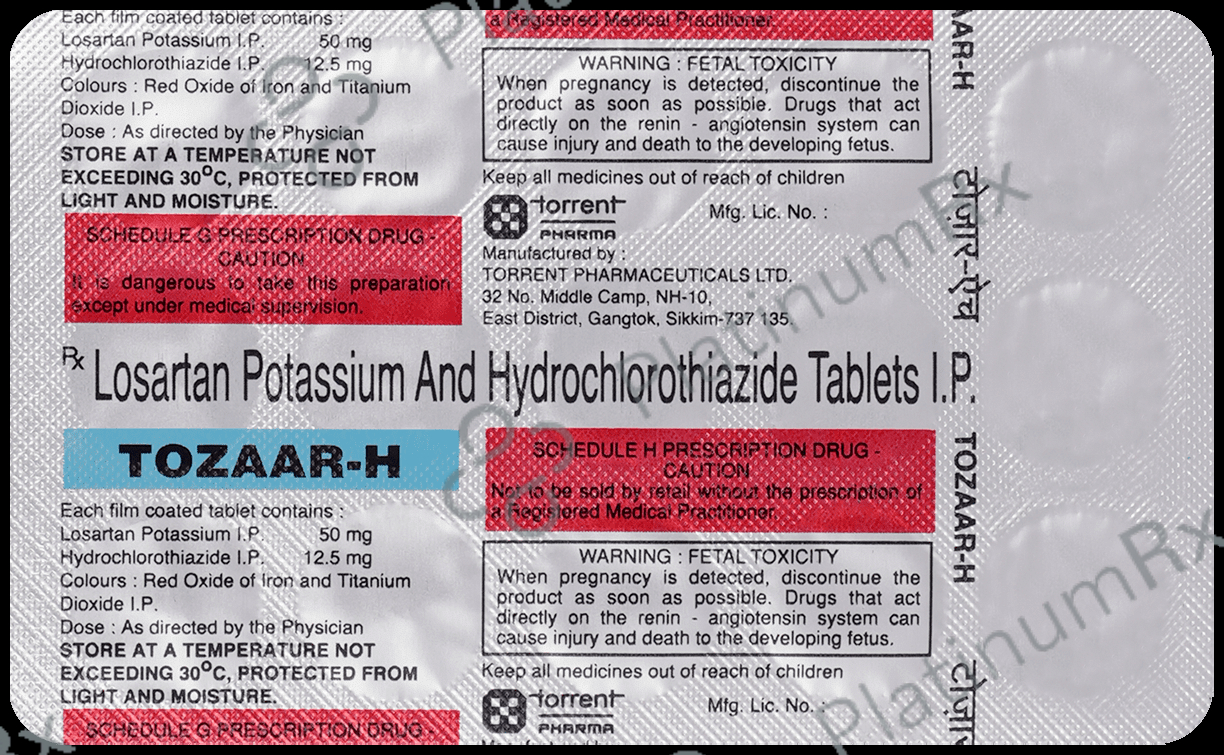 Each film coated tablet contains :
Losartan Potassium I.P. 50 mg
Hydrochlorothiazide I.P. 12.5 mg
Colours : Red Oxide of Iron and Titanium
Dioxide I.P.
Dose : As directed by the Physician
STORE AT A TEMPERATURE NOT
EXCEEDING 30°C, PROTECTED FROM
LIGHT AND MOISTURE.
SCHEDULE G PRESCRIPTION DRUG -
CAUTION
It is dangerous to take this preparation
except under medical supervision.
a Registered Medical Practitioner.
WARNING : FETAL TOXICITY
When pregnancy is detected, discontinue the
product as soon as possible. Drugs that act
directly on the renin - angiotensin system can
cause injury and death to the developing fetus.
Keep all medicines out of reach of children
torrent
PHARMA
Mfg. Lic. No. :
Manufactured by :
TORRENT PHARMACEUTICALS LTD.
32 No. Middle Camp, NH-10,
East District, Gangtok, Sikkim-737 135.
AAR-H
टोज़ार-ऐच
Rx Losartan Potassium And Hydrochlorothiazide Tablets I.P.
TOZAAR-H
Each film coated tablet contains :
Losartan Potassium I.P. 50 mg
Hydrochlorothiazide I.P. 12.5 mg
Colours : Red Oxide of Iron and Titanium
Dioxide I.P.
Dose : As directed by the Physician
STORE AT A TEMPERATURE NOT
EXCEEDING 30°C, PROTECTED FROM
LIGHT AND MOISTURE.
SCHEDULE G PRESCRIPTION DRUG -
SCHEDULE H PRESCRIPTION DRUG -
CAUTION
Not to be sold by retail without the prescription of
a Registered Medical Practitioner.
WARNING : FETAL TOXICITY
When pregnancy is detected, discontinue the
product as soon as possible. Drugs that act
directly on the renin - angiotensin system can
cause injury and death to the developing fetus.
Keep all medicines out of reach of children
torrent
PHARMA
Mfg. Lic. No. :
Manufactured by :
TOZAAR-H
टोज़ा
PlatinumRx
PlatinumRx